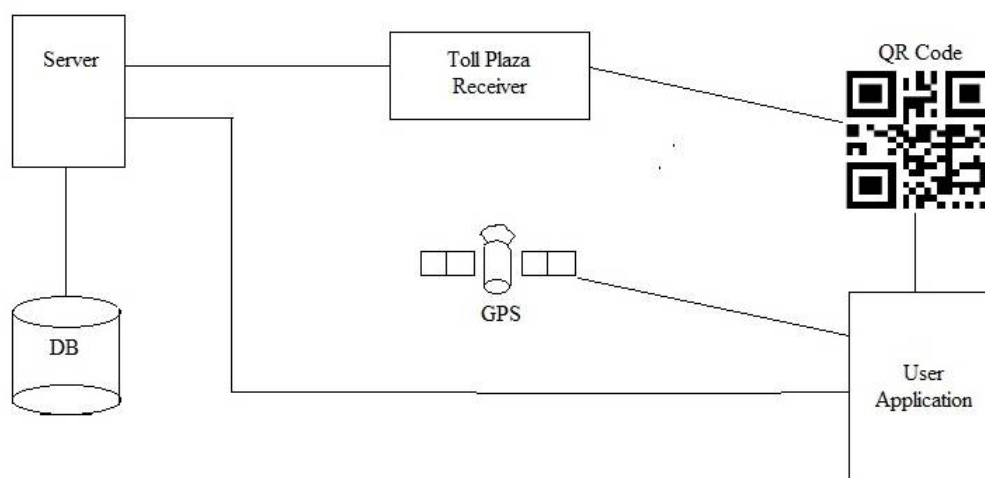 Server
Toll Plaza
Receiver
QR Code
GPS
DB
User
Application